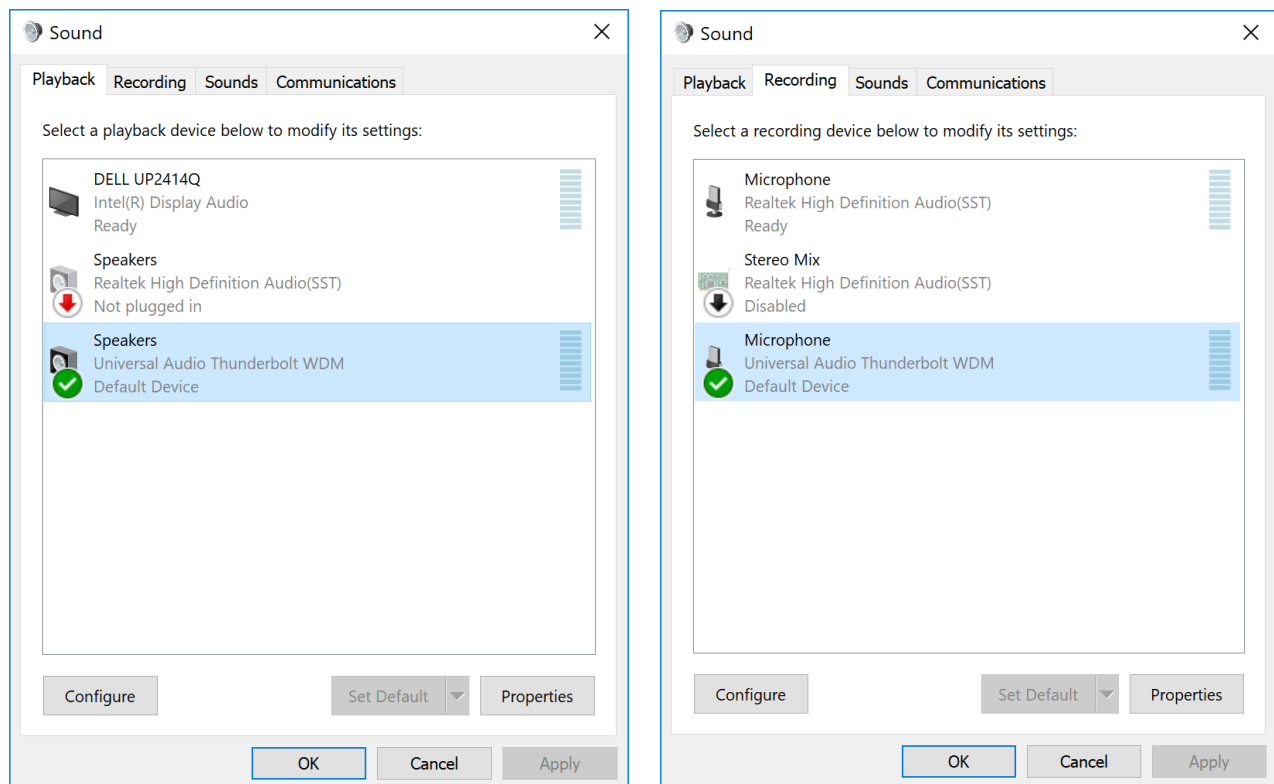 Sound
Playback Recording Sounds Communications
Select a playback device below to modify its settings:
DELL UP2414Q
Intel(R) Display Audio
Ready
Speakers
Realtek High Definition Audio(SST)
Not plugged in
Speakers
Universal Audio Thunderbolt WDM
Default Device
Configure Set Default Properties
OK Cancel Apply
Sound
Playback Recording Sounds Communications
Select a recording device below to modify its settings:
Microphone
Realtek High Definition Audio(SST)
Ready
Stereo Mix
Realtek High Definition Audio(SST)
Disabled
Microphone
Universal Audio Thunderbolt WDM
Default Device
Configure Set Default Properties
OK Cancel Apply